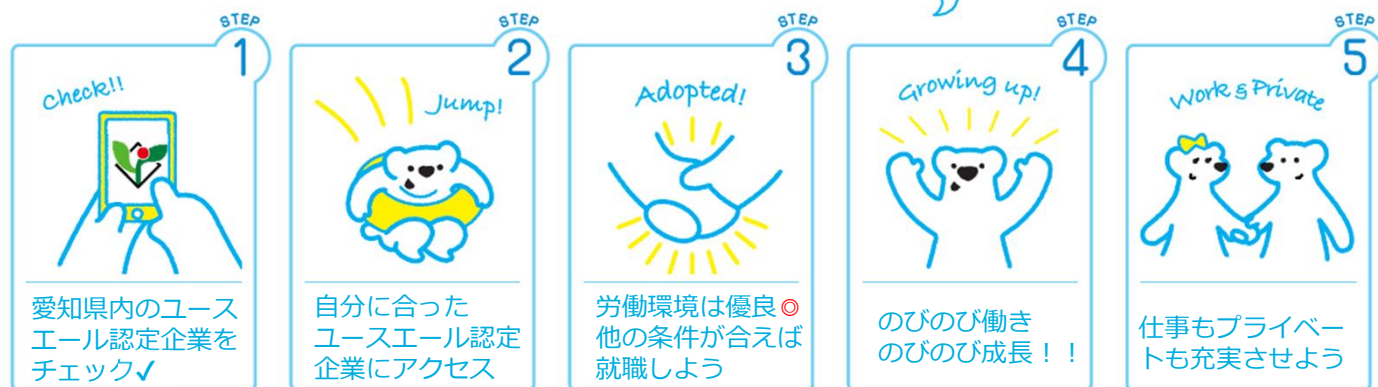 STEP
1
Check!!
愛知県内のユース
エール認定企業を
チェック✓
STEP
2
Jump!
自分に合った
ユースエール認定
企業にアクセス
STEP
3
Adopted!
労働環境は優良◎
他の条件が合えば
就職しよう
STEP
4
Growing up!
のびのび働き
のびのび成長！！
STEP
5
Work & Private
仕事もプライベー
トも充実させよう